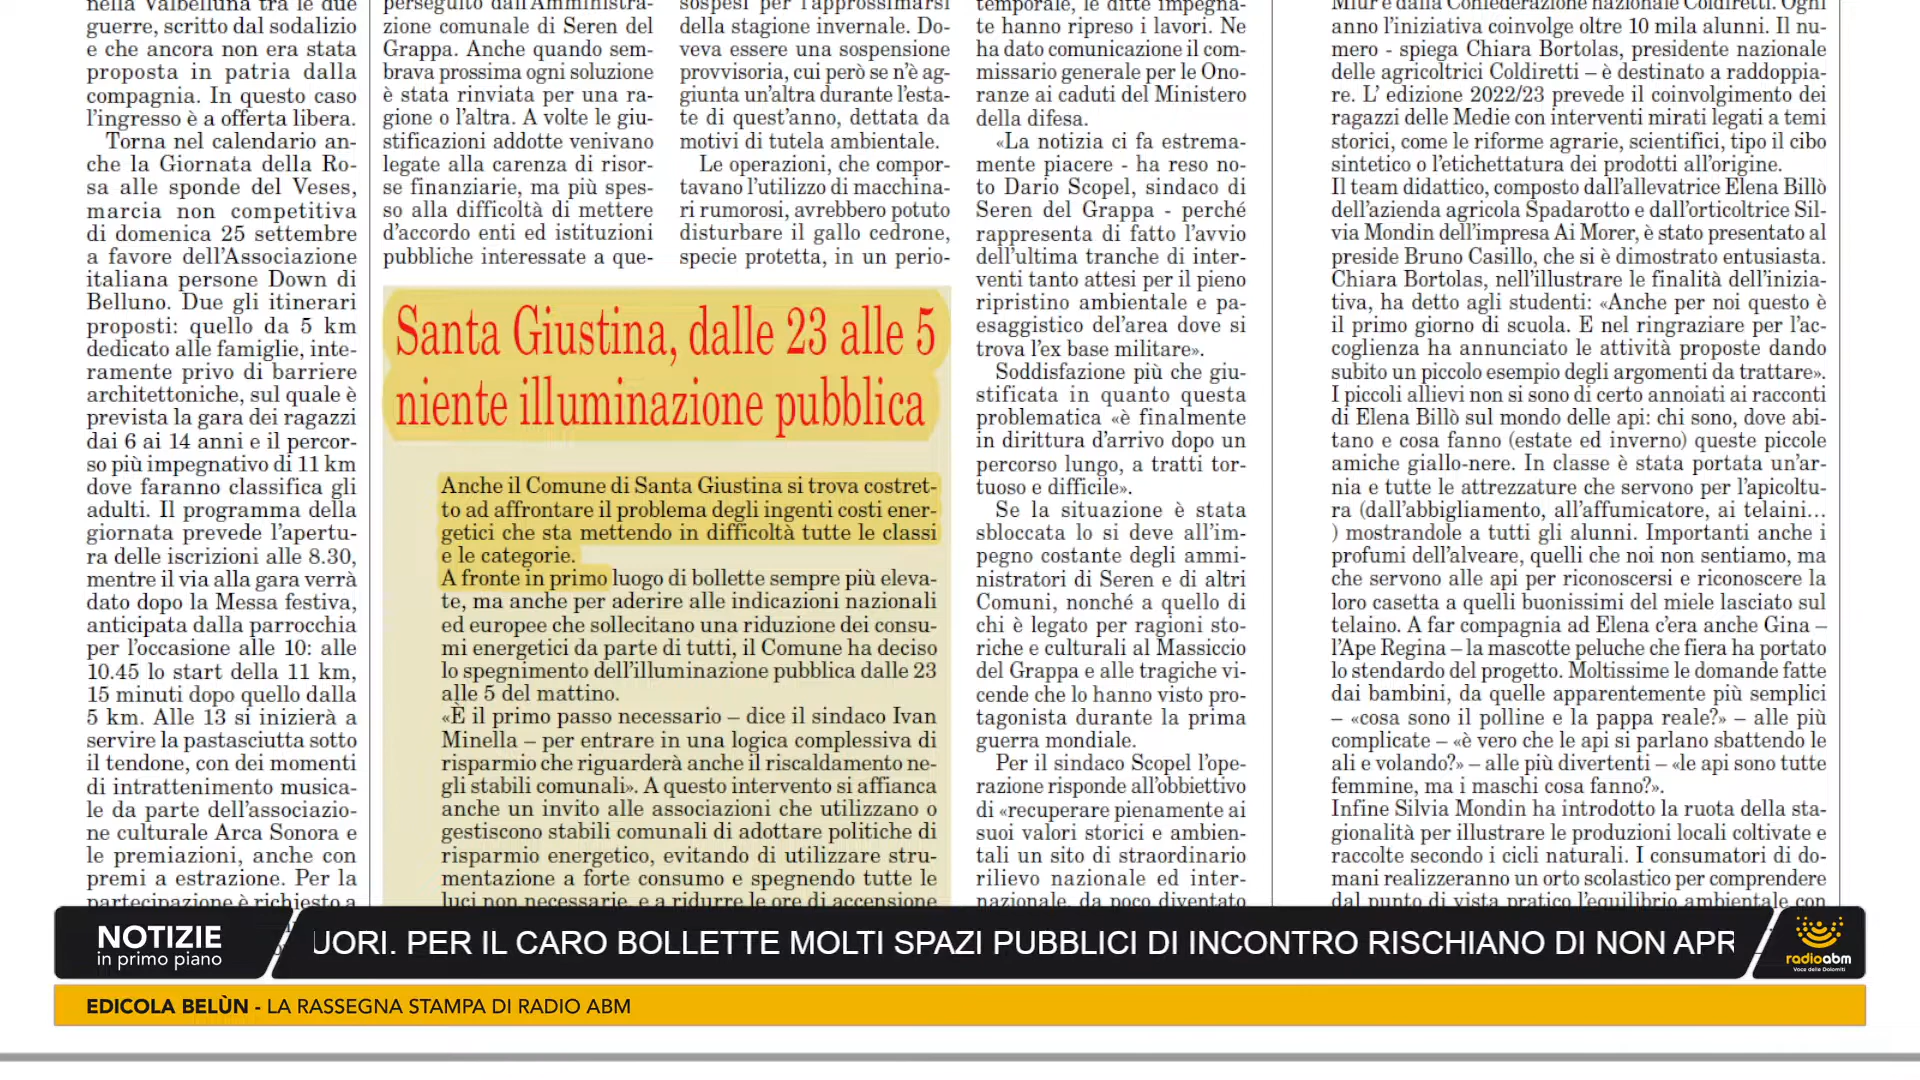 nella Valbelluna tra le due
guerre, scritto dal sodalizio
e che ancora non era stata
proposta in patria dalla
compagnia. In questo caso
l'ingresso è a offerta libera.
Torna nel calendario an-
che la Giornata della Ro-
sa alle sponde del Veses,
marcia non competitiva
di domenica 25 settembre
a favore dell'Associazione
italiana persone Down di
Belluno. Due gli itinerari
proposti: quello da 5 km
dedicato alle famiglie, inte-
ramente privo di barriere
architettoniche, sul quale è
prevista la gara dei ragazzi
dai 6 ai 14 anni e il percor-
so più impegnativo di 11 km
dove faranno classifica gli
adulti. Il programma della
giornata prevede l'apertu-
ra delle iscrizioni alle 8.30,
mentre il via alla gara verrà
dato dopo la Messa festiva,
anticipata dalla parrocchia
per l'occasione alle 10: alle
10.45 lo start della 11 km,
15 minuti dopo quello dalla
5 km. Alle 13 si inizierà a
servire la pastasciutta sotto
il tendone, con dei momenti
di intrattenimento musica-
le da parte dell'associazio-
ne culturale Arca Sonora e
le premiazioni, anche con
premi a estrazione. Per la
partecipazione è richiesto a
perseguito dall'Amministra-
zione comunale di Seren del
Grappa. Anche quando sem-
brava prossima ogni soluzione
è stata rinviata per una ra-
gione o l'altra. A volte le giu-
stificazioni addotte venivano
legate alla carenza di risor-
se finanziarie, ma più spes-
so alla difficoltà di mettere
d'accordo enti ed istituzioni
pubbliche interessate a que-
sospesi per l'approssimarsi
della stagione invernale. Do-
veva essere una sospensione
provvisoria, cui però se n'è ag-
giunta un'altra durante l'esta-
te di quest'anno, dettata da
motivi di tutela ambientale.
Le operazioni, che compor-
tavano l'utilizzo di macchina-
ri rumorosi, avrebbero potuto
disturbare il gallo cedrone,
specie protetta, in un perio-
Santa Giustina, dalle 23 alle 5
niente illuminazione pubblica
Anche il Comune di Santa Giustina si trova costret-
to ad affrontare il problema degli ingenti costi ener-
getici che sta mettendo in difficoltà tutte le classi
e le categorie.
A fronte in primo luogo di bollette sempre più eleva-
te, ma anche per aderire alle indicazioni nazionali
ed europee che sollecitano una riduzione dei consu-
mi energetici da parte di tutti, il Comune ha deciso
lo spegnimento dell'illuminazione pubblica dalle 23
alle 5 del mattino.
«È il primo passo necessario – dice il sindaco Ivan
Minella – per entrare in una logica complessiva di
risparmio che riguarderà anche il riscaldamento ne-
gli stabili comunali». A questo intervento si affianca
anche un invito alle associazioni che utilizzano o
gestiscono stabili comunali di adottare politiche di
risparmio energetico, evitando di utilizzare stru-
mentazione a forte consumo e spegnendo tutte le
luci non necessarie, e a ridurre le ore di accensione
temporale, le ditte impegna-
te hanno ripreso i lavori. Ne
ha dato comunicazione il com-
missario generale per le Ono-
ranze ai caduti del Ministero
della difesa.
«La notizia ci fa estrema-
mente piacere - ha reso no-
to Dario Scopel, sindaco di
Seren del Grappa - perché
rappresenta di fatto l'avvio
dell'ultima tranche di inter-
venti tanto attesi per il pieno
ripristino ambientale e pa-
esaggistico del'area dove si
trova l'ex base militare».
Soddisfazione più che giu-
stificata in quanto questa
problematica «è finalmente
in dirittura d'arrivo dopo un
percorso lungo, a tratti tor-
tuoso e difficile».
Se la situazione è stata
sbloccata lo si deve all'im-
pegno costante degli ammi-
nistratori di Seren e di altri
Comuni, nonché a quello di
chi è legato per ragioni sto-
riche e culturali al Massiccio
del Grappa e alle tragiche vi-
cende che lo hanno visto pro-
tagonista durante la prima
guerra mondiale.
Per il sindaco Scopel l'ope-
razione risponde all'obbiettivo
di «recuperare pienamente ai
suoi valori storici e ambien-
tali un sito di straordinario
rilievo nazionale ed inter-
nazionale, da poco diventato
Miur e dalla Confederazione nazionale Coldiretti. Ogni
anno l'iniziativa coinvolge oltre 10 mila alunni. Il nu-
mero - spiega Chiara Bortolas, presidente nazionale
delle agricoltrici Coldiretti – è destinato a raddoppia-
re. L' edizione 2022/23 prevede il coinvolgimento dei
ragazzi delle Medie con interventi mirati legati a temi
storici, come le riforme agrarie, scientifici, tipo il cibo
sintetico o l'etichettatura dei prodotti all'origine.
Il team didattico, composto dall'allevatrice Elena Billò
dell'azienda agricola Spadarotto e dall'orticoltrice Sil-
via Mondin dell'impresa Ai Morer, è stato presentato al
preside Bruno Casillo, che si è dimostrato entusiasta.
Chiara Bortolas, nell'illustrare le finalità dell'inizia-
tiva, ha detto agli studenti: «Anche per noi questo è
il primo giorno di scuola. E nel ringraziare per l'ac-
coglienza ha annunciato le attività proposte dando
subito un piccolo esempio degli argomenti da trattare».
I piccoli allievi non si sono di certo annoiati ai racconti
di Elena Billò sul mondo delle api: chi sono, dove abi-
tano e cosa fanno (estate ed inverno) queste piccole
amiche giallo-nere. In classe è stata portata un'ar-
nia e tutte le attrezzature che servono per l'apicoltu-
ra (dall'abbigliamento, all'affumicatore, ai telaini...
) mostrandole a tutti gli alunni. Importanti anche i
profumi dell'alveare, quelli che noi non sentiamo, ma
che servono alle api per riconoscersi e riconoscere la
loro casetta a quelli buonissimi del miele lasciato sul
telaino. A far compagnia ad Elena c'era anche Gina –
l'Ape Regina – la mascotte peluche che fiera ha portato
lo stendardo del progetto. Moltissime le domande fatte
dai bambini, da quelle apparentemente più semplici
– «cosa sono il polline e la pappa reale?» – alle più
complicate – «è vero che le api si parlano sbattendo le
ali e volando?» – alle più divertenti – «le api sono tutte
femmine, ma i maschi cosa fanno?».
Infine Silvia Mondin ha introdotto la ruota della sta-
gionalità per illustrare le produzioni locali coltivate e
raccolte secondo i cicli naturali. I consumatori di do-
mani realizzeranno un orto scolastico per comprendere
dal punto di vista pratico l'equilibrio ambientale con
NOTIZIE
in primo piano
UORI. PER IL CARO BOLLETTE MOLTI SPAZI PUBBLICI DI INCONTRO RISCHIANO DI NON APR
radioabm
Voce delle Dolomiti
EDICOLA BELÙN - LA RASSEGNA STAMPA DI RADIO ABM